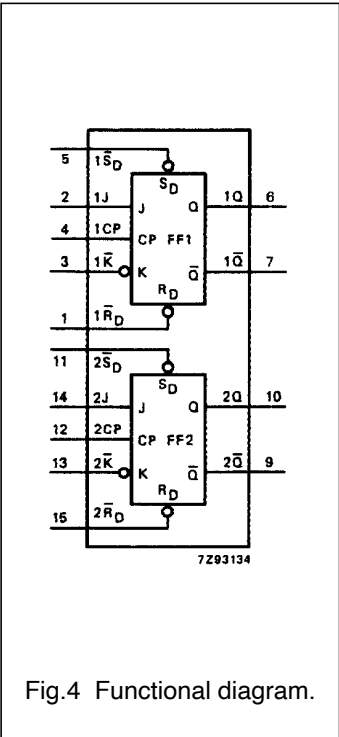 5 1S̅D
SD
2 1J J Q 1Q 6
4 1CP CP FF1
3 1K̅ K Q̅ 1Q̅ 7
RD
1 1R̅D
11 2S̅D
SD
14 2J J Q 2Q 10
12 2CP CP FF2
13 2K̅ K Q̅ 2Q̅ 9
RD
15 2R̅D
7Z93134
Fig.4 Functional diagram.